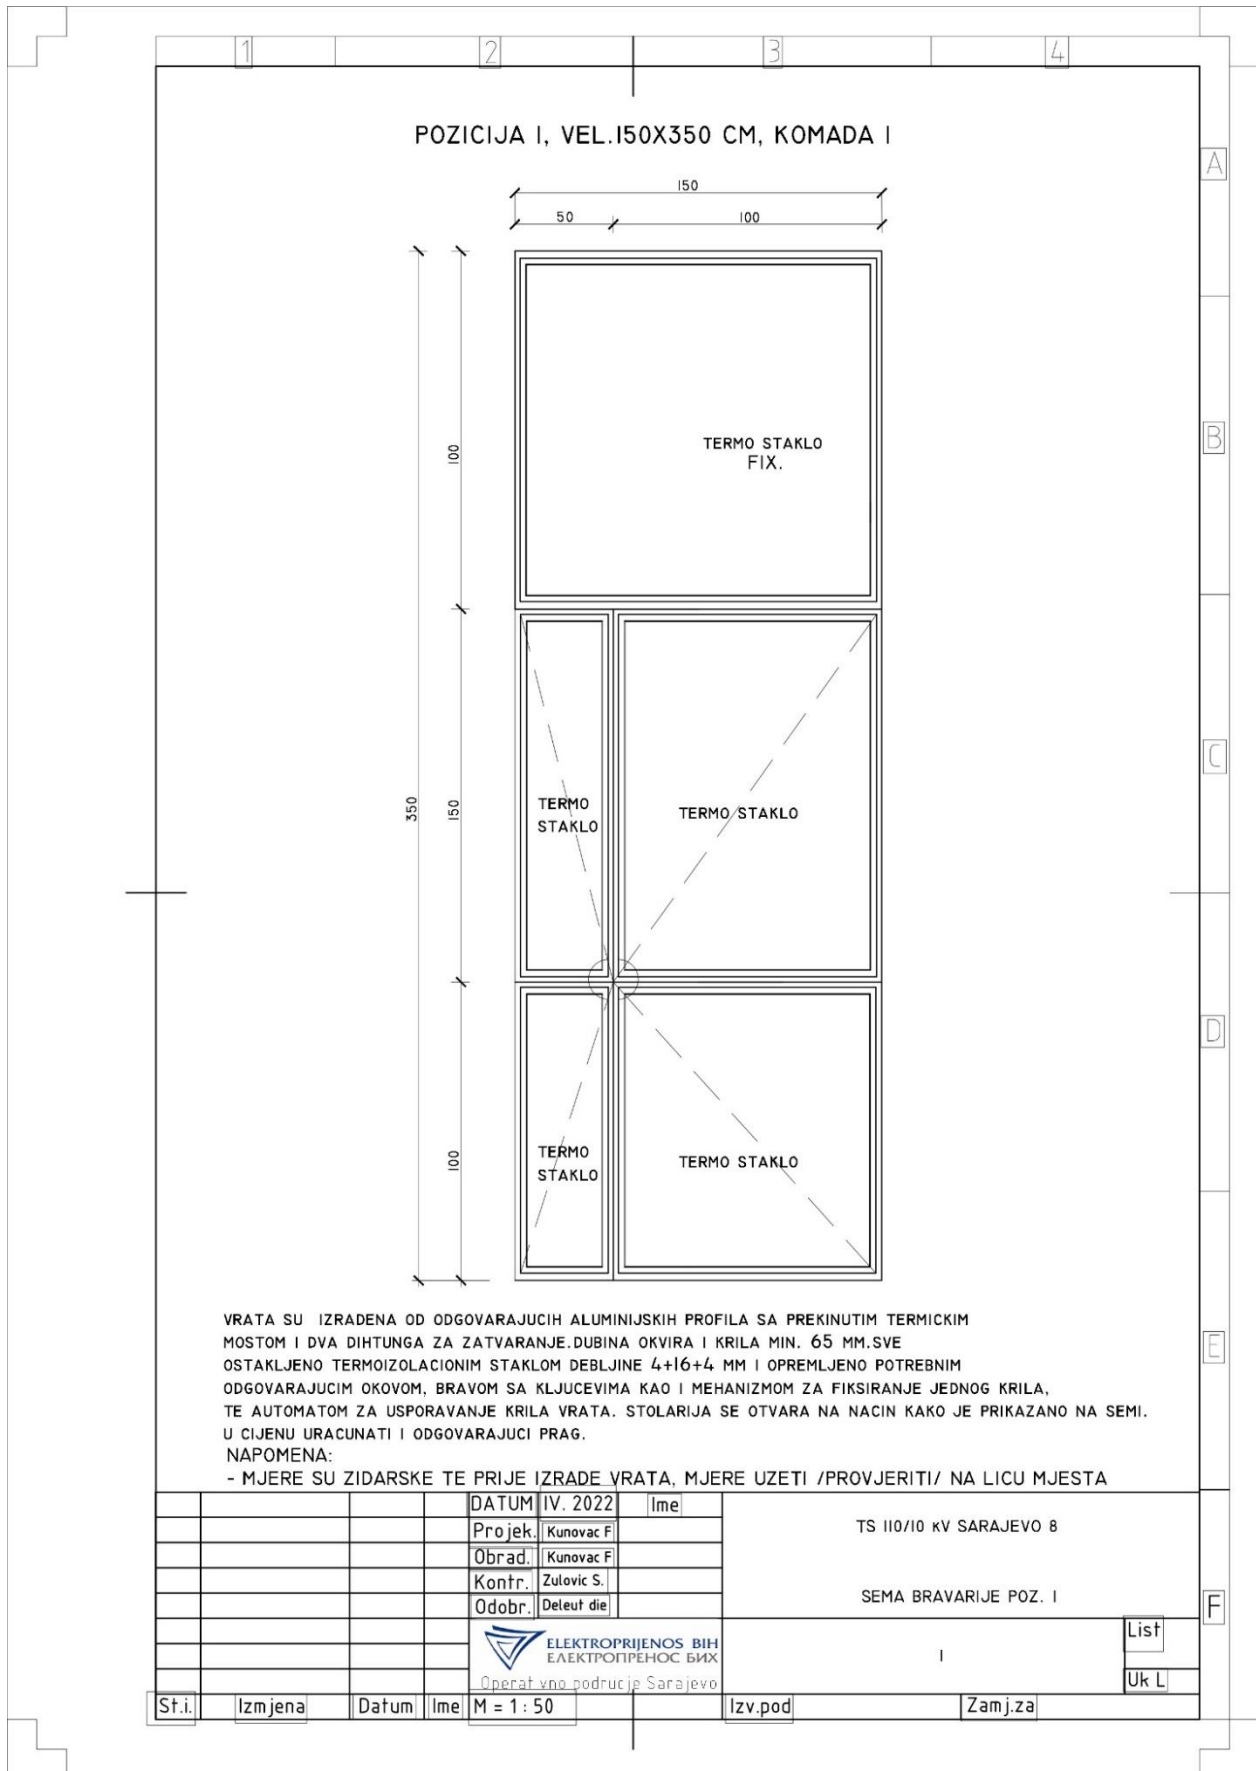 1 2 3 4
POZICIJA I, VEL.150X350 CM, KOMADA I
A
150
50 100
100
TERMO STAKLO
FIX.
B
350
150
TERMO
STAKLO
TERMO STAKLO
C
100
TERMO
STAKLO
TERMO STAKLO
D
VRATA SU IZRADENA OD ODGOVARAJUCIH ALUMINIJSKIH PROFILA SA PREKINUTIM TERMICKIM
MOSTOM I DVA DIHTUNGA ZA ZATVARANJE.DUBINA OKVIRA I KRILA MIN. 65 MM.SVE
OSTAKLJENO TERMOIZOLACIONIM STAKLOM DEBLJINE 4+16+4 MM I OPREMLJENO POTREBNIM
ODGOVARAJUCIM OKOVOM, BRAVOM SA KLJUCEVIMA KAO I MEHANIZMOM ZA FIKSIRANJE JEDNOG KRILA,
TE AUTOMATOM ZA USPORAVANJE KRILA VRATA. STOLARIJA SE OTVARA NA NACIN KAKO JE PRIKAZANO NA SEMI.
U CIJENU URACUNATI I ODGOVARAJUCI PRAG.
E
NAPOMENA:
- MJERE SU ZIDARSKE TE PRIJE IZRADE VRATA, MJERE UZETI /PROVJERITI/ NA LICU MJESTA
DATUM IV. 2022 Ime
Projek. Kunovac F
Obrad. Kunovac F
Kontr. Zulovic S.
Odobr. Deleut die
TS 110/10 KV SARAJEVO 8
SEMA BRAVARIJE POZ. I
F
ELEKTROPRIJENOS BIH
ЕЛЕКТРОПРЕНОС БИХ
Operat vno podrucje Sarajevo
I
List
Uk L
St.i. Izmjena Datum Ime M = 1 : 50 Izv.pod Zamj.za